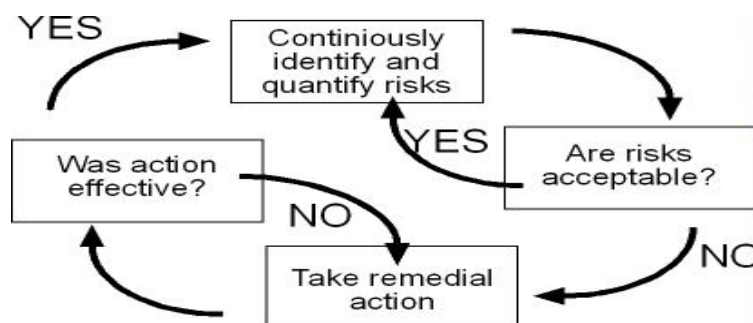 YES
Continiously
identify and
quantify risks
YES
Was action
effective?
Are risks
acceptable?
NO
NO
Take remedial
action